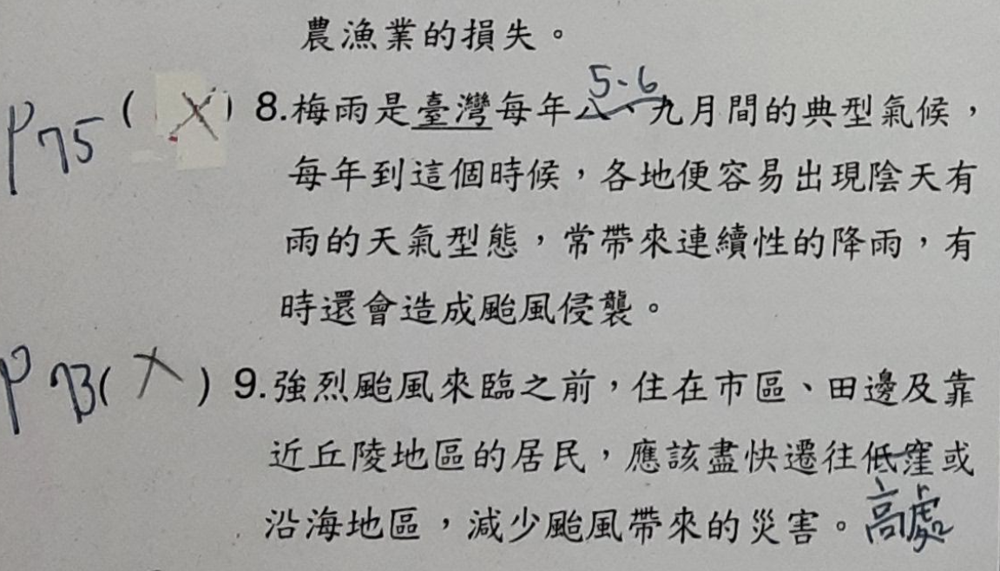 農漁業的損失。
5、6
P75 ( X ) 8.梅雨是臺灣每年八、九月間的典型氣候，
每年到這個時候，各地便容易出現陰天有
雨的天氣型態，常帶來連續性的降雨，有
時還會造成颱風侵襲。
P73 ( X ) 9.強烈颱風來臨之前，住在市區、田邊及靠
近丘陵地區的居民，應該盡快遷往低窪或
沿海地區，減少颱風帶來的災害。高處